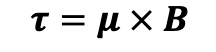 τ = μ × B